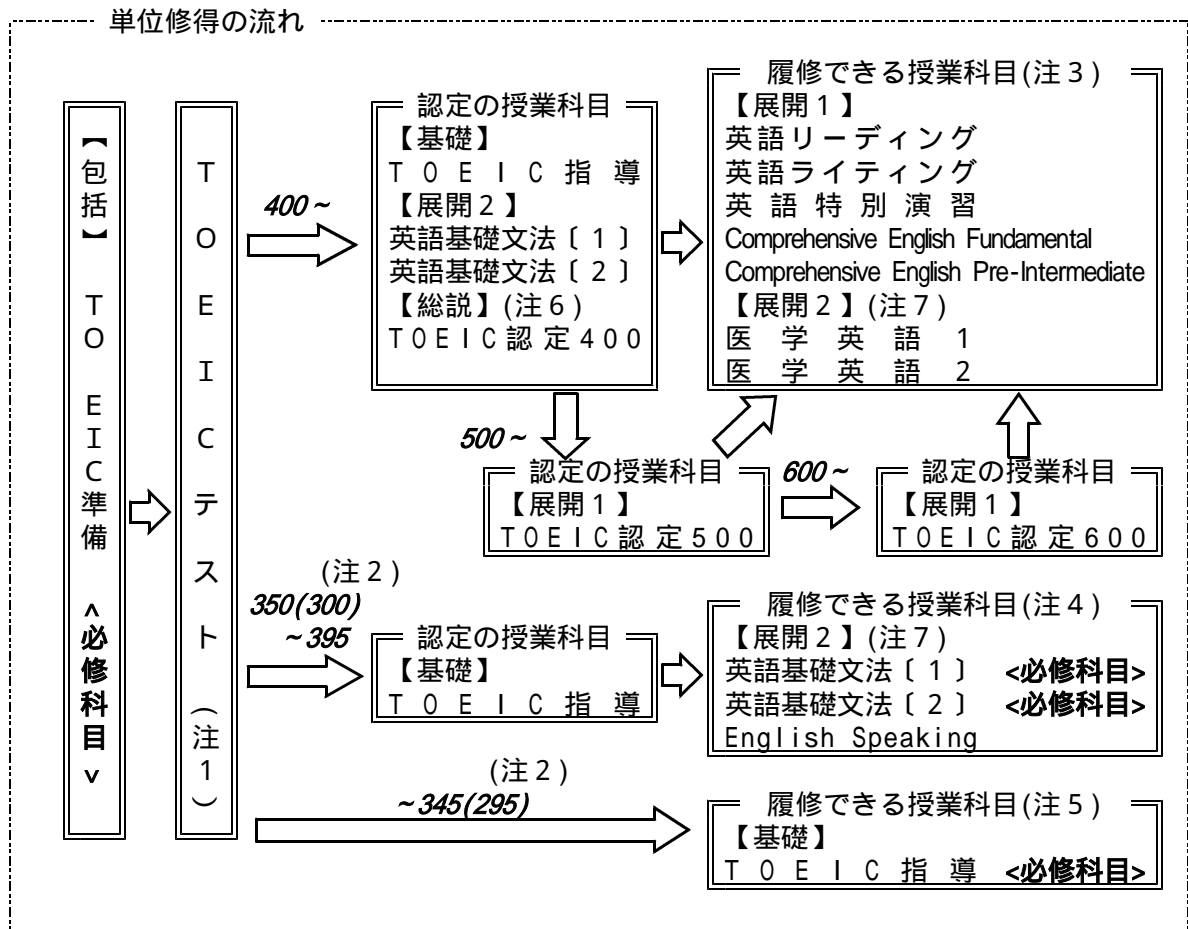 単位修得の流れ
【包括】 TOEIC準備 <必修科目>
TOEICテスト(注1)
400~
認定の授業科目
【基礎】
TOEIC指導
【展開2】
英語基礎文法〔1〕
英語基礎文法〔2〕
【総説】(注6)
TOEIC認定400
履修できる授業科目(注3)
【展開1】
英語リーディング
英語ライティング
英語特別演習
Comprehensive English Fundamental
Comprehensive English Pre-Intermediate
【展開2】(注7)
医学英語1
医学英語2
500~
認定の授業科目
【展開1】
TOEIC認定500
600~
認定の授業科目
【展開1】
TOEIC認定600
(注2)
350(300)
~395
認定の授業科目
【基礎】
TOEIC指導
履修できる授業科目(注4)
【展開2】(注7)
英語基礎文法〔1〕 <必修科目>
英語基礎文法〔2〕 <必修科目>
English Speaking
(注2)
~345(295)
履修できる授業科目(注5)
【基礎】
TOEIC指導 <必修科目>